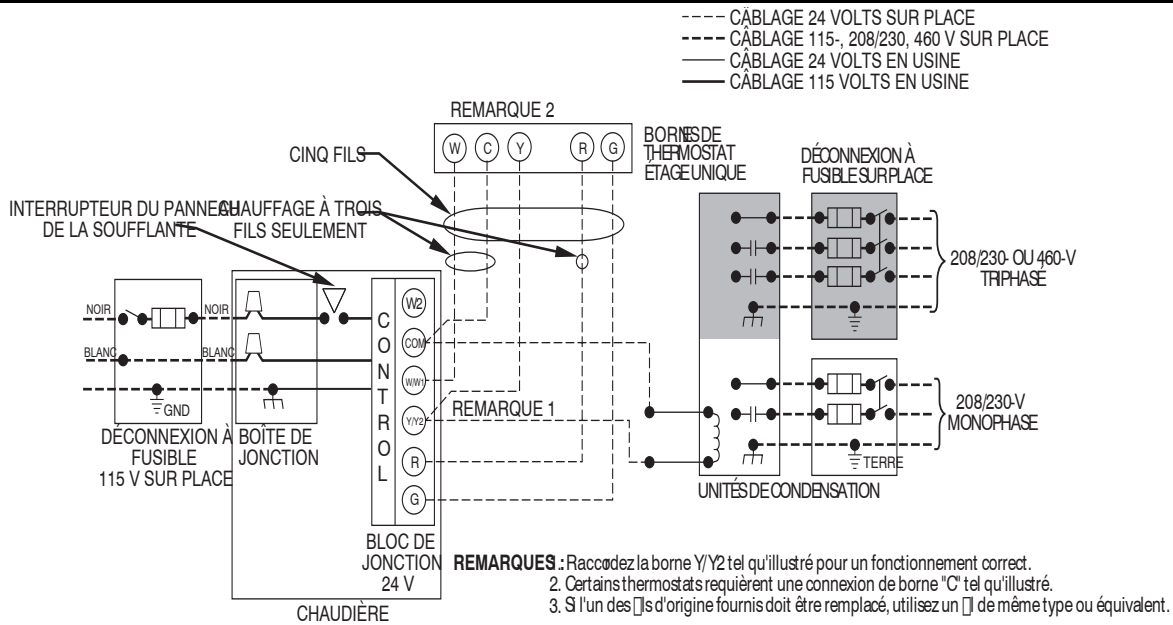 CÂBLAGE 24 VOLTS SUR PLACE
CÂBLAGE 115-, 208/230, 460 V SUR PLACE
CÂBLAGE 24 VOLTS EN USINE
CÂBLAGE 115 VOLTS EN USINE
REMARQUE 2
W C Y R G
BORNES DE
THERMOSTAT
ÉTAGE UNIQUE
CINQ FILS
DÉCONNEXION À
FUSIBLE SUR PLACE
INTERRUPTEUR DU PANNEAU
DE LA SOUFFLANTE
CHAUFFAGE À TROIS
FILS SEULEMENT
208/230- OU 460-V
TRIPHASÉ
NOIR
NOIR
BLANC
BLANC
GND
CONTROL
W2
COM
W/W1
Y/Y2
R
G
REMARQUE 1
208/230-V
MONOPHASE
TERRE
DÉCONNEXION À
FUSIBLE
115 V SUR PLACE
BOÎTE DE
JONCTION
UNITÉS DE CONDENSATION
BLOC DE
JONCTION
24 V
CHAUDIÈRE
REMARQUES : 1. Raccordez la borne Y/Y2 tel qu'illustré pour un fonctionnement correct.
2. Certains thermostats requièrent une connexion de borne "C" tel qu'illustré.
3. Si l'un des ▯ls d'origine fournis doit être remplacé, utilisez un ▯l de même type ou équivalent.